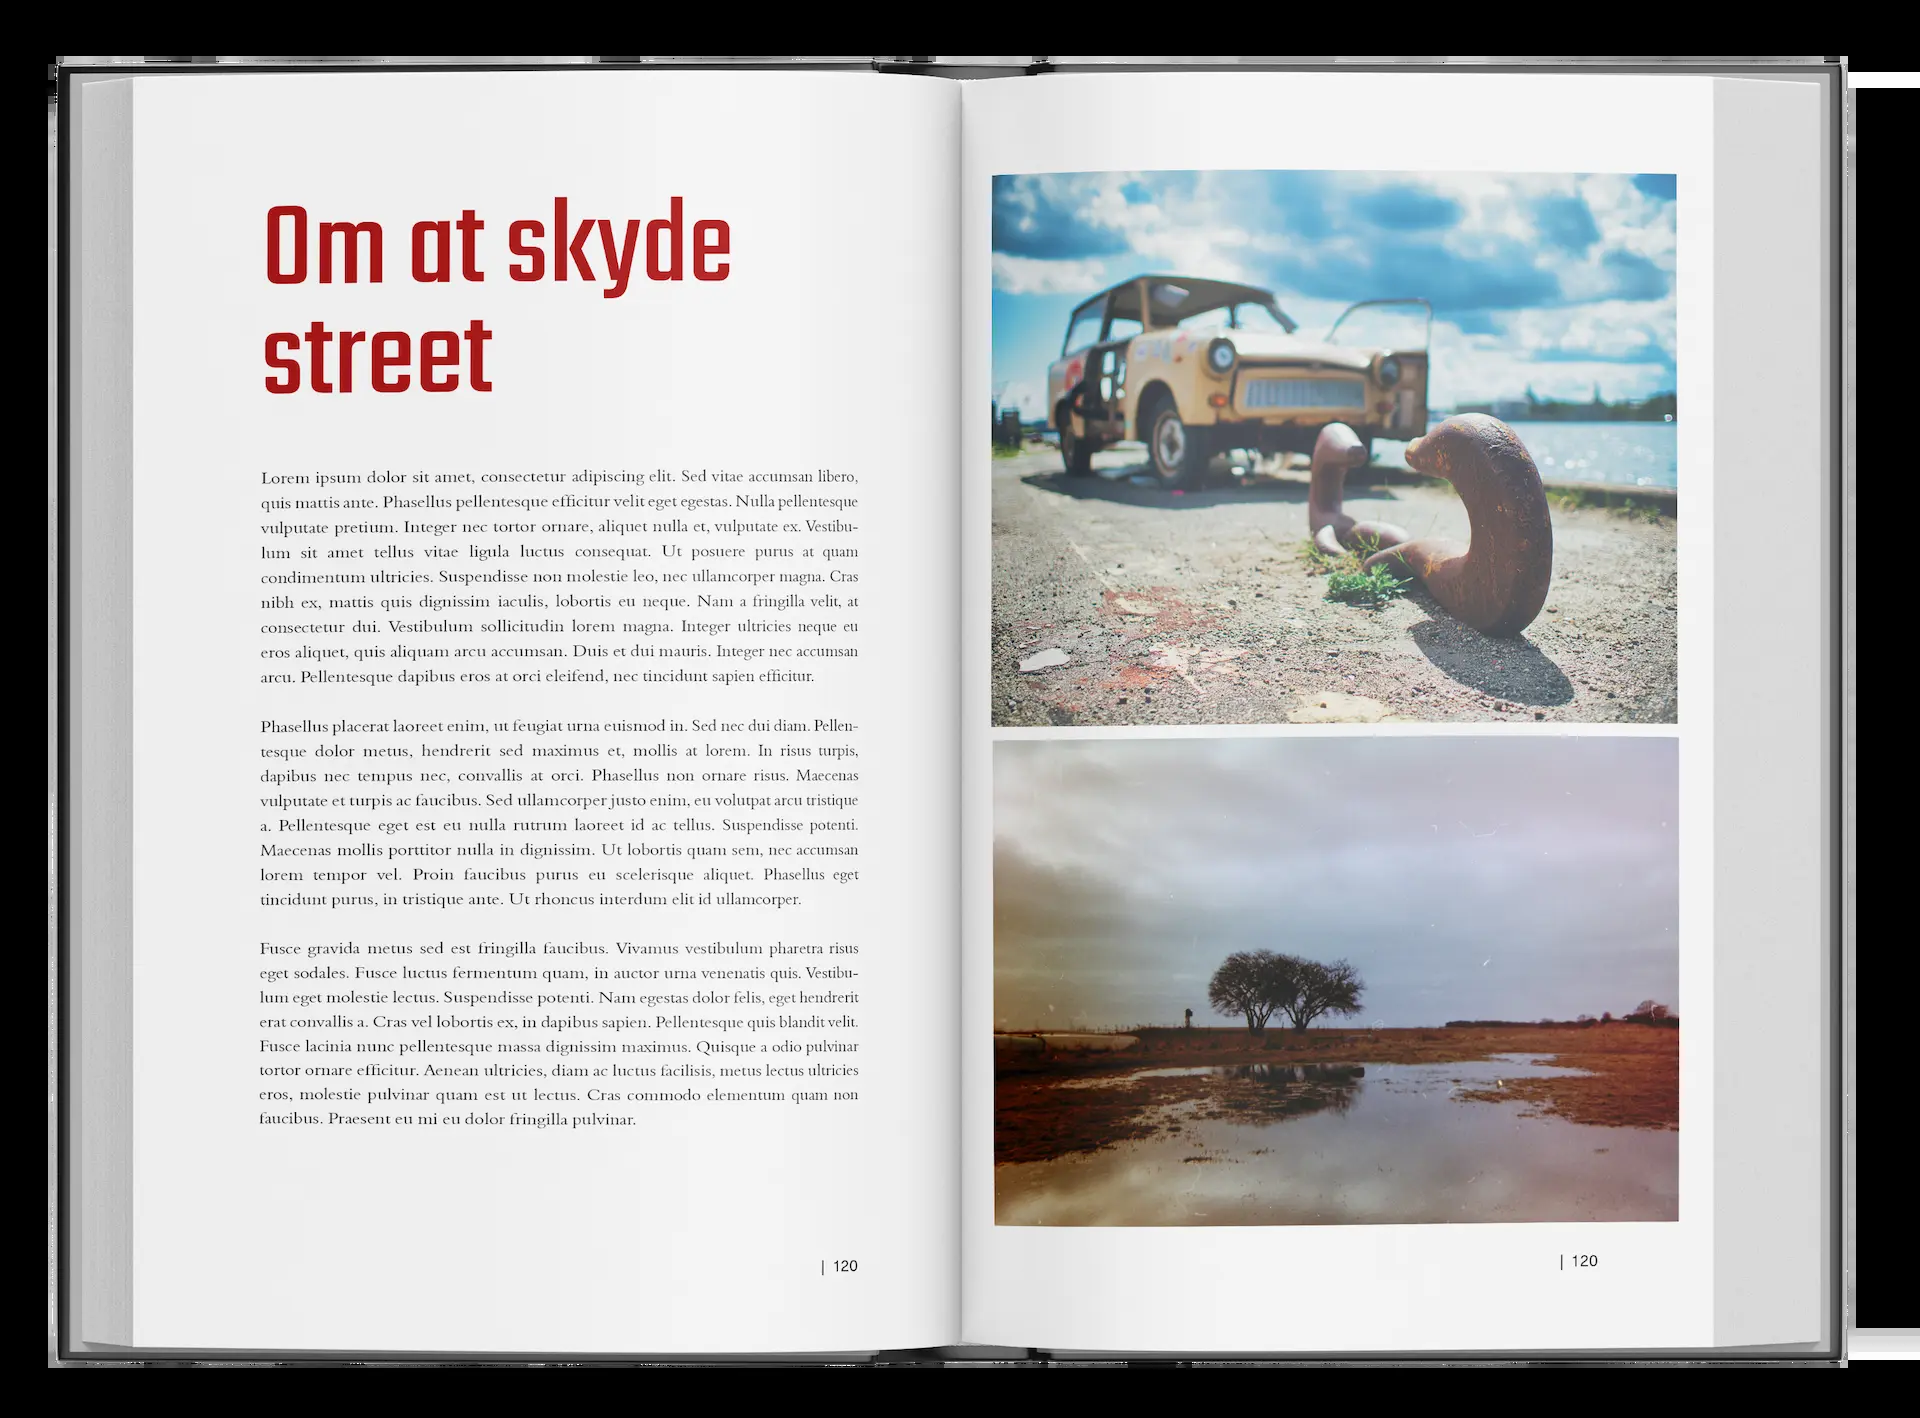 Om at skyde
street
Lorem ipsum dolor sit amet, consectetur adipiscing elit. Sed vitae accumsan libero,
quis mattis ante. Phasellus pellentesque efficitur velit eget egestas. Nulla pellentesque
vulputate pretium. Integer nec tortor ornare, aliquet nulla et, vulputate ex. Vestibu-
lum sit amet tellus vitae ligula luctus consequat. Ut posuere purus at quam
condimentum ultricies. Suspendisse non molestie leo, nec ullamcorper magna. Cras
nibh ex, mattis quis dignissim iaculis, lobortis eu neque. Nam a fringilla velit, at
consectetur dui. Vestibulum sollicitudin lorem magna. Integer ultricies neque eu
eros aliquet, quis aliquam arcu accumsan. Duis et dui mauris. Integer nec accumsan
arcu. Pellentesque dapibus eros at orci eleifend, nec tincidunt sapien efficitur.
Phasellus placerat laoreet enim, ut feugiat urna euismod in. Sed nec dui diam. Pellen-
tesque dolor metus, hendrerit sed maximus et, mollis at lorem. In risus turpis,
dapibus nec tempus nec, convallis at orci. Phasellus non ornare risus. Maecenas
vulputate et turpis ac faucibus. Sed ullamcorper justo enim, eu volutpat arcu tristique
a. Pellentesque eget est eu nulla rutrum laoreet id ac tellus. Suspendisse potenti.
Maecenas mollis porttitor nulla in dignissim. Ut lobortis quam sem, nec accumsan
lorem tempor vel. Proin faucibus purus eu scelerisque aliquet. Phasellus eget
tincidunt purus, in tristique ante. Ut rhoncus interdum elit id ullamcorper.
Fusce gravida metus sed est fringilla faucibus. Vivamus vestibulum pharetra risus
eget sodales. Fusce luctus fermentum quam, in auctor urna venenatis quis. Vestibu-
lum eget molestie lectus. Suspendisse potenti. Nam egestas dolor felis, eget hendrerit
erat convallis a. Cras vel lobortis ex, in dapibus sapien. Pellentesque quis blandit velit.
Fusce lacinia nunc pellentesque massa dignissim maximus. Quisque a odio pulvinar
tortor ornare efficitur. Aenean ultricies, diam ac luctus facilisis, metus lectus ultricies
eros, molestie pulvinar quam est ut lectus. Cras commodo elementum quam non
faucibus. Praesent eu mi eu dolor fringilla pulvinar.
| 120
| 120